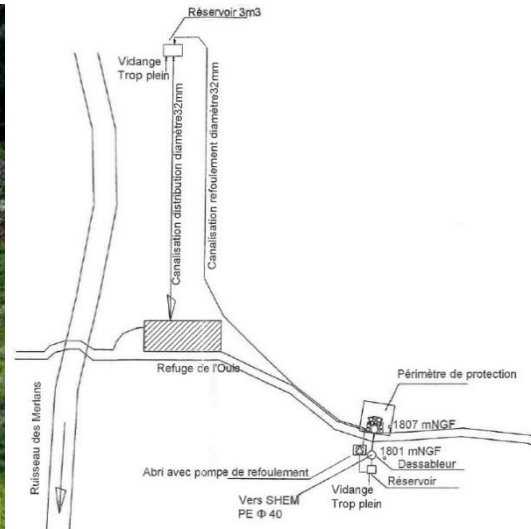 Réservoir 3m3
Vidange
Trop plein
Canalisation distribution diamètre32mm
Canalisation refoulement diamètre32mm
Refuge de l'Oule
Ruisseau des Merlans
Périmètre de protection
1807 mNGF
1801 mNGF
Dessableur
Abri avec pompe de refoulement
Réservoir
Vidange
Trop plein
Vers SHEM
PE Φ 40